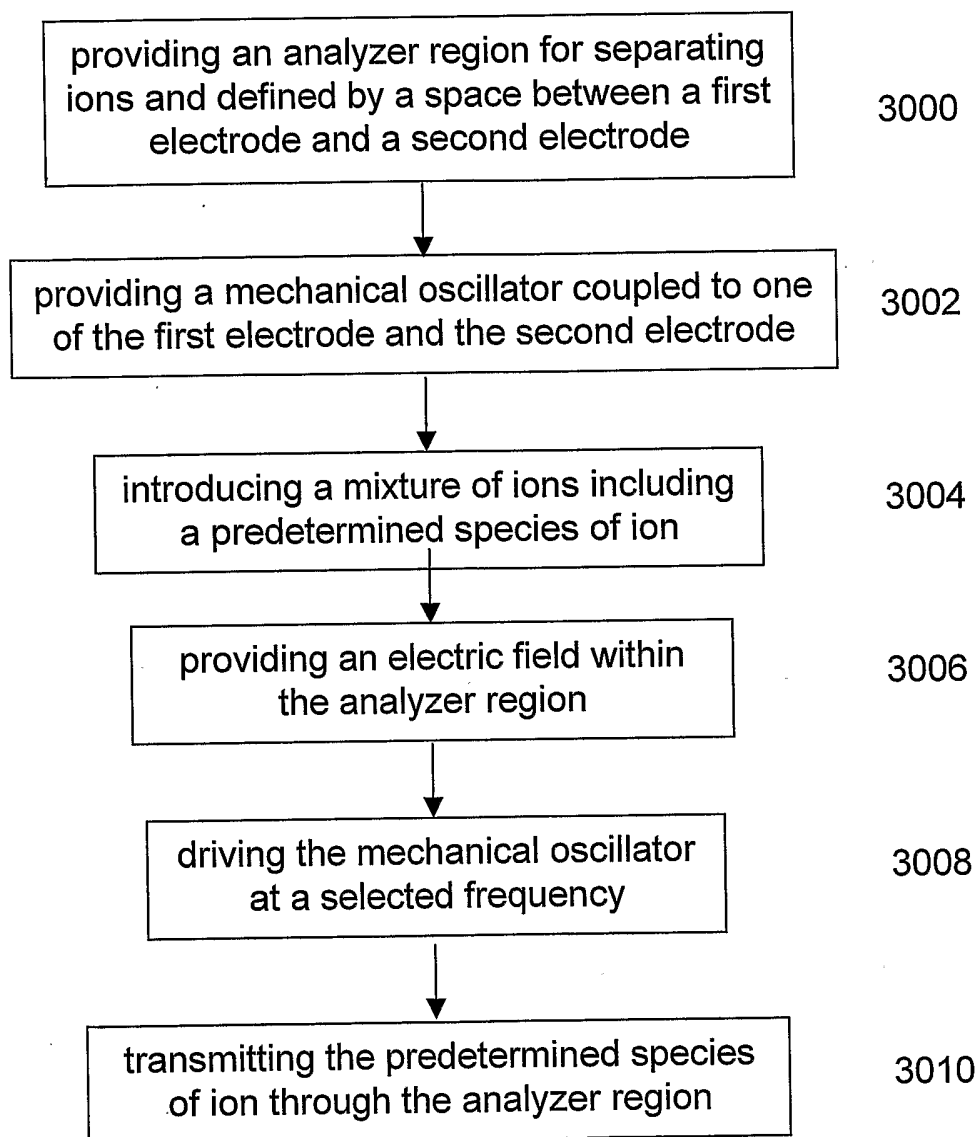 providing an analyzer region for separating
ions and defined by a space between a first
electrode and a second electrode
3000
providing a mechanical oscillator coupled to one
of the first electrode and the second electrode
3002
introducing a mixture of ions including
a predetermined species of ion
3004
providing an electric field within
the analyzer region
3006
driving the mechanical oscillator
at a selected frequency
3008
transmitting the predetermined species
of ion through the analyzer region
3010